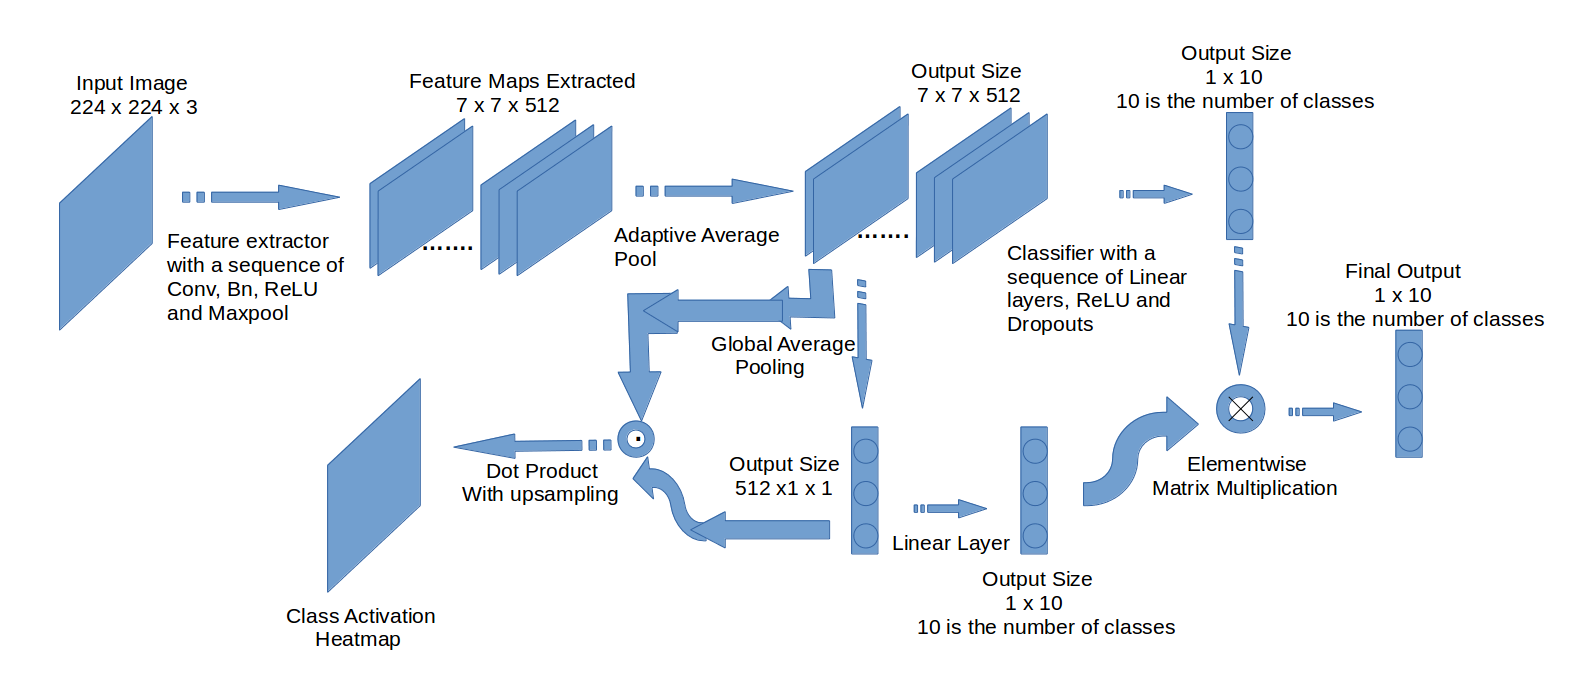 Input Image
224 x 224 x 3
Feature extractor
with a sequence of
Conv, Bn, ReLU
and Maxpool
Feature Maps Extracted
7 x 7 x 512
.......
Adaptive Average
Pool
Output Size
7 x 7 x 512
.......
Classifier with a
sequence of Linear
layers, ReLU and
Dropouts
Output Size
1 x 10
10 is the number of classes
Final Output
1 x 10
10 is the number of classes
Global Average
Pooling
Dot Product
With upsampling
Class Activation
Heatmap
Output Size
512 x1 x 1
Linear Layer
Output Size
1 x 10
10 is the number of classes
Elementwise
Matrix Multiplication